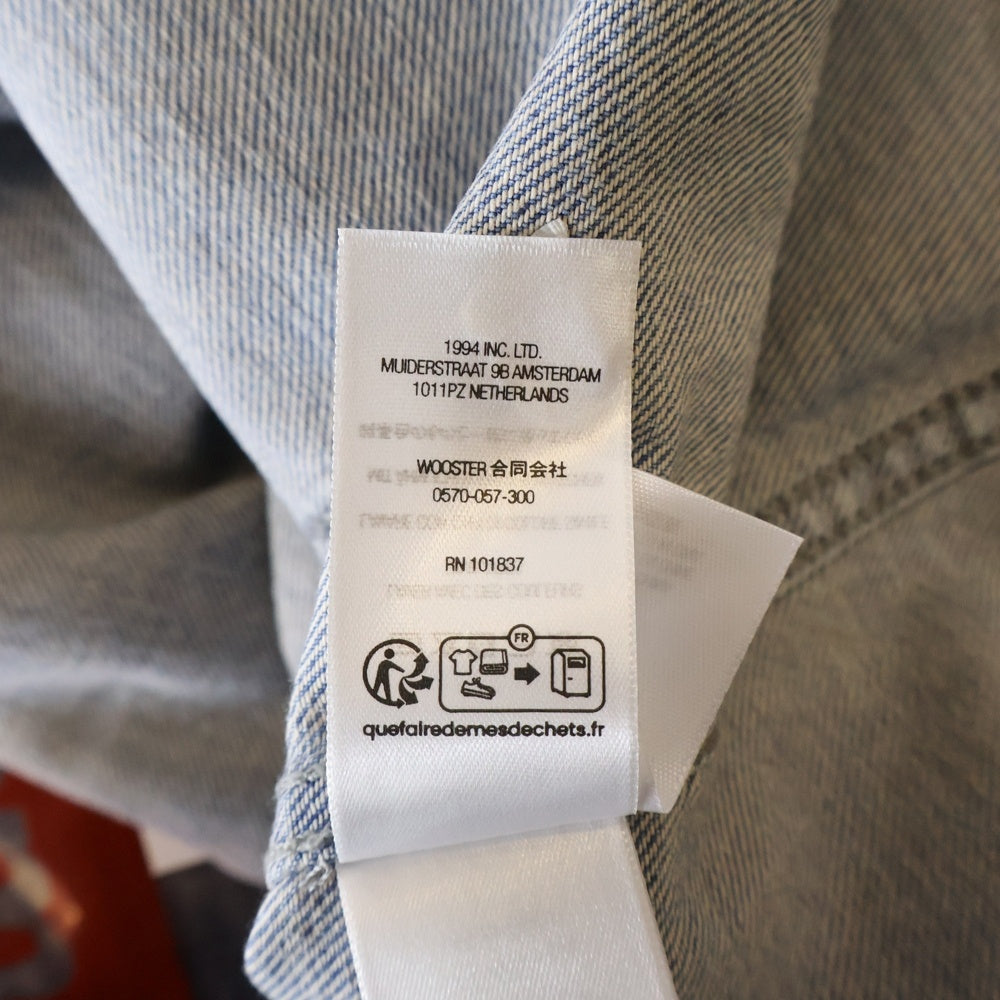 1994 INC. LTD.
MUIDERSTRAAT 9B AMSTERDAM
1011PZ NETHERLANDS
WOOSTER 合同会社
0570-057-300
RN 101837
FR
quefairedemesdechets.fr